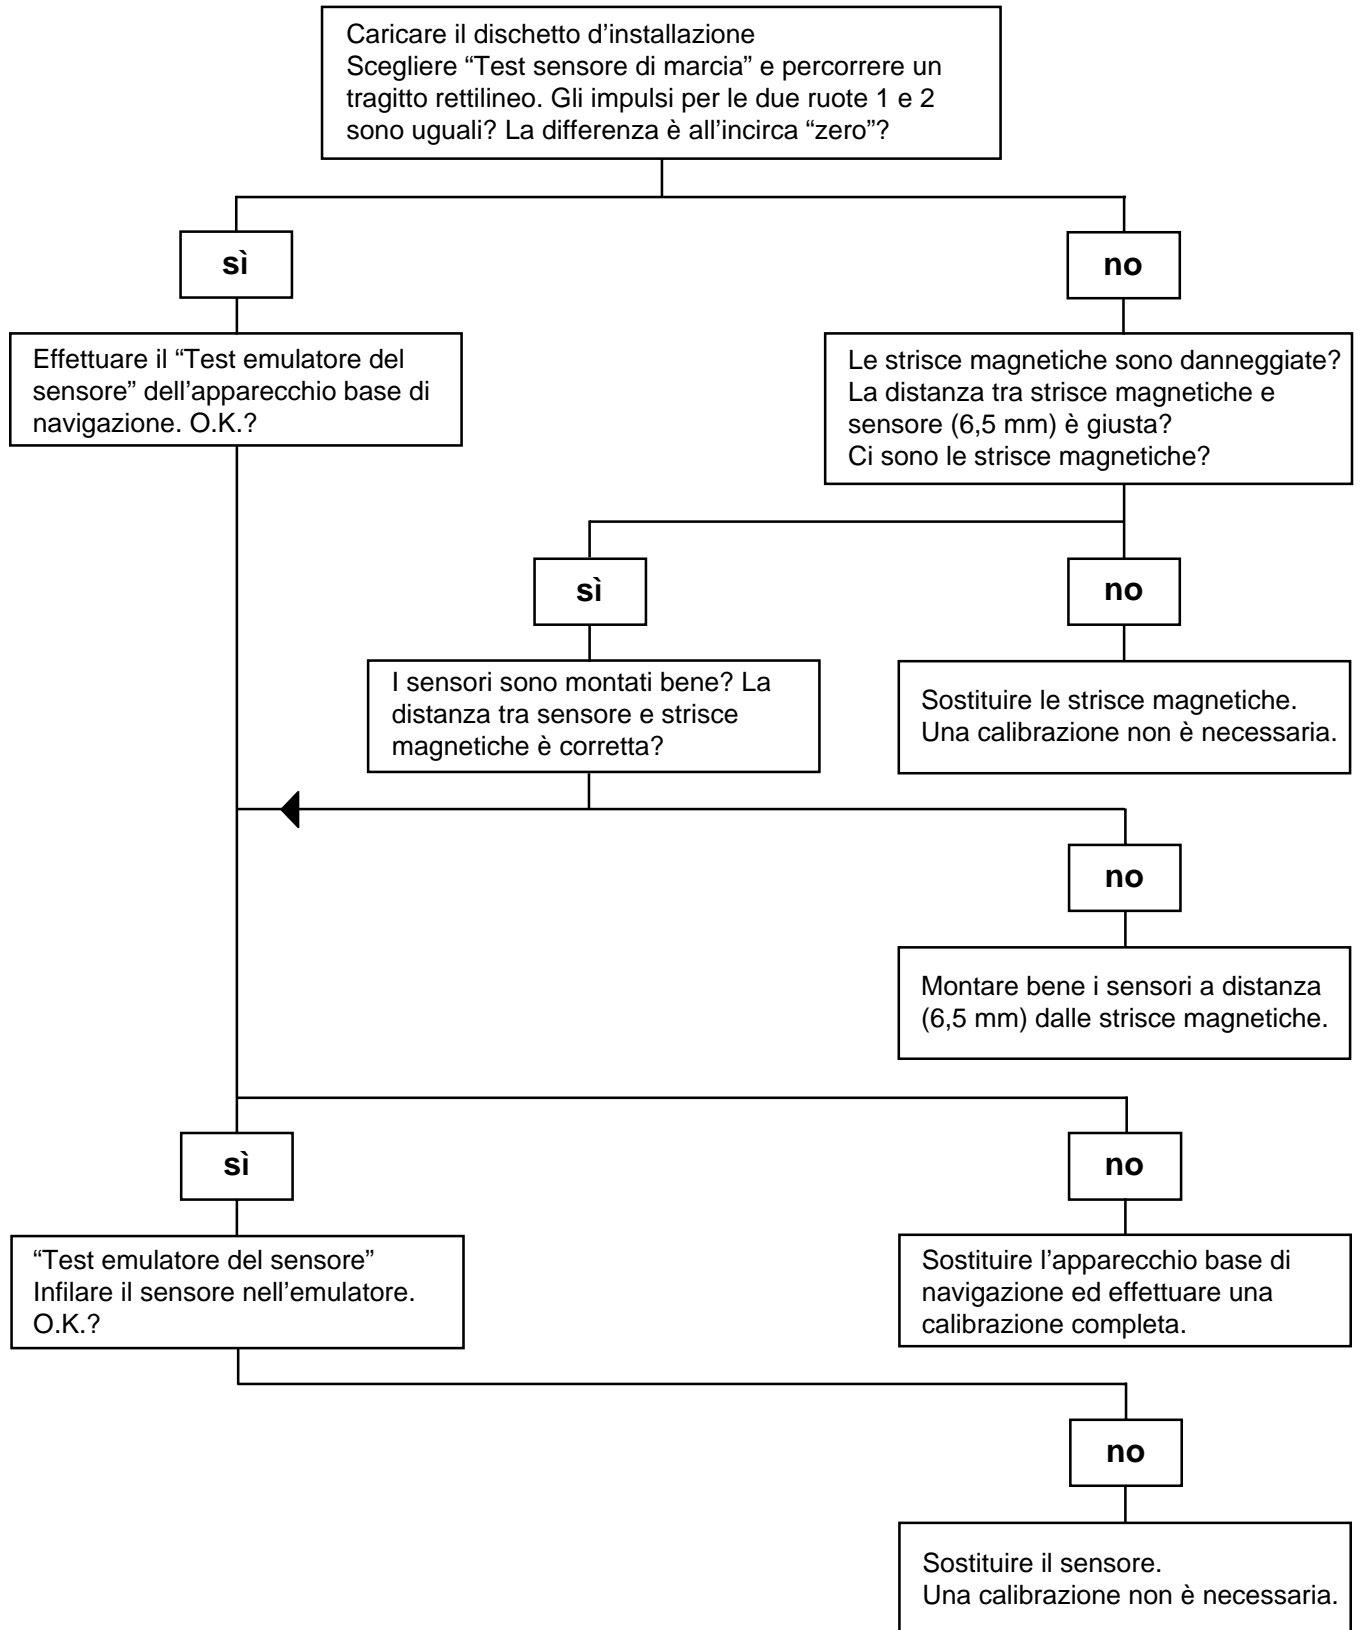 Caricare il dischetto d’installazione
Scegliere “Test sensore di marcia” e percorrere un
tragitto rettilineo. Gli impulsi per le due ruote 1 e 2
sono uguali? La differenza è all’incirca “zero”?
sì
no
Effettuare il “Test emulatore del
sensore” dell’apparecchio base di
navigazione. O.K.?
Le strisce magnetiche sono danneggiate?
La distanza tra strisce magnetiche e
sensore (6,5 mm) è giusta?
Ci sono le strisce magnetiche?
sì
no
I sensori sono montati bene? La
distanza tra sensore e strisce
magnetiche è corretta?
Sostituire le strisce magnetiche.
Una calibrazione non è necessaria.
no
Montare bene i sensori a distanza
(6,5 mm) dalle strisce magnetiche.
sì
no
“Test emulatore del sensore”
Infilare il sensore nell’emulatore.
O.K.?
Sostituire l’apparecchio base di
navigazione ed effettuare una
calibrazione completa.
no
Sostituire il sensore.
Una calibrazione non è necessaria.